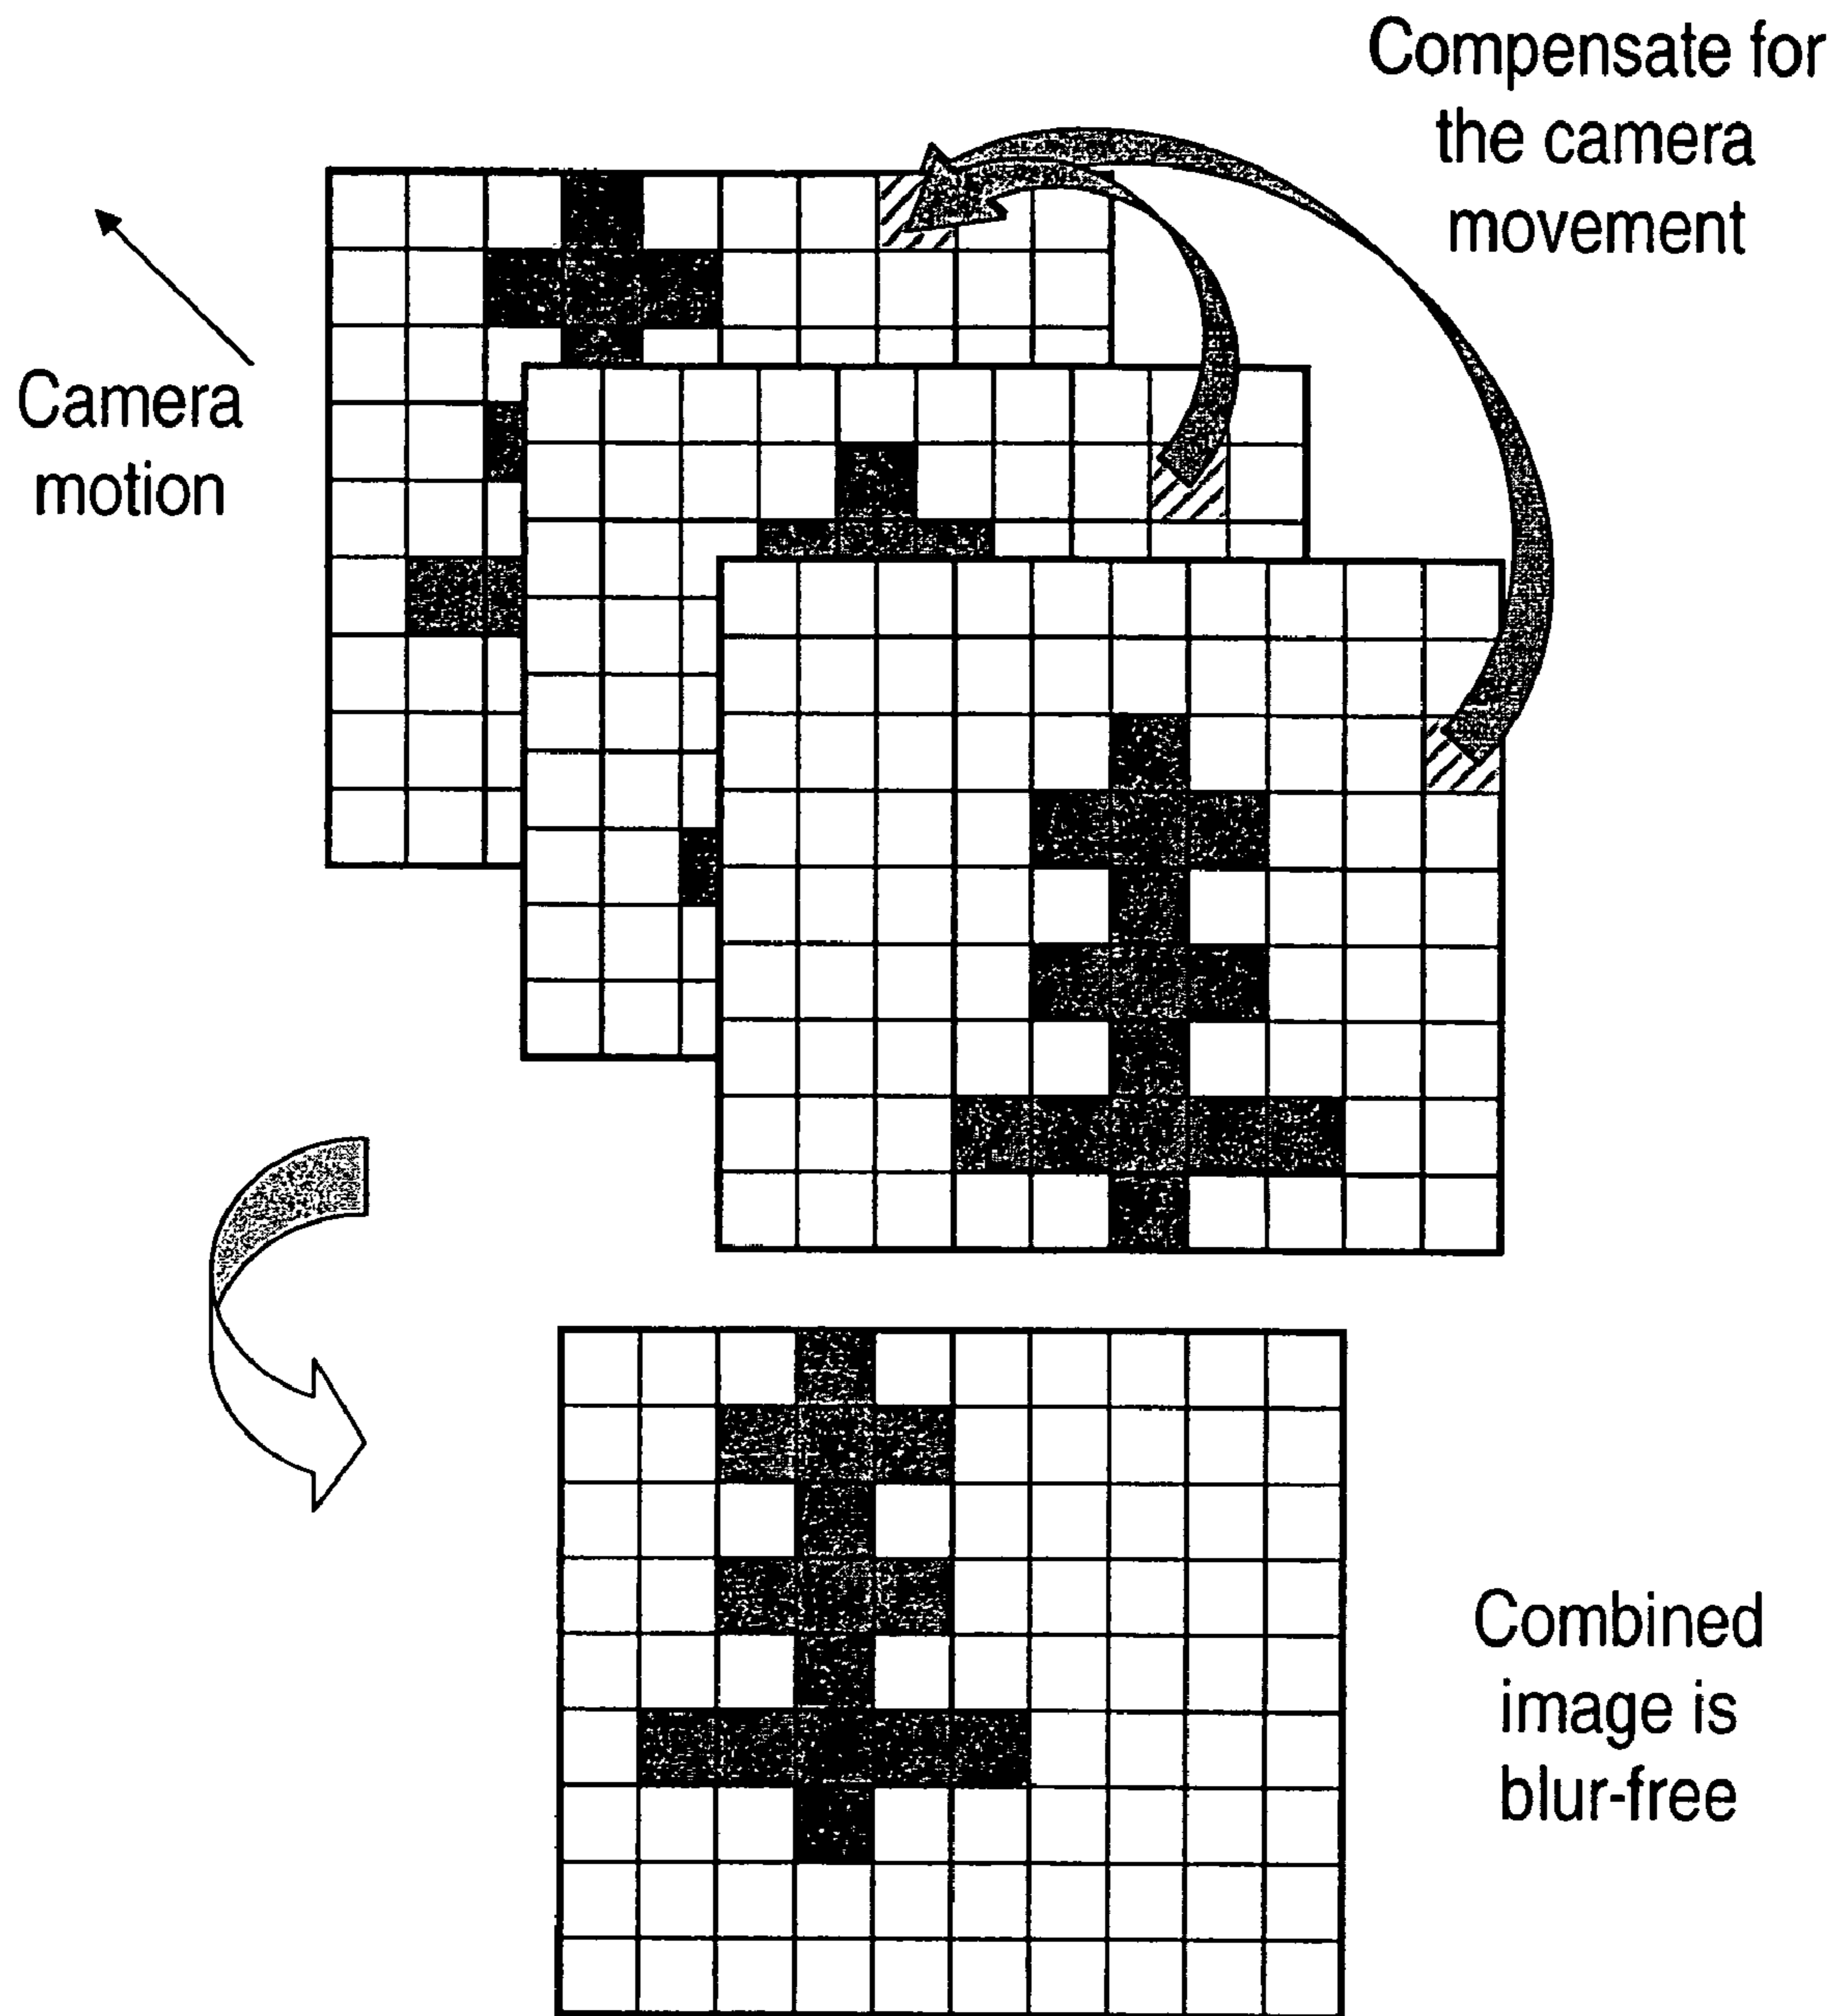 Compensate for
the camera
movement
Camera
motion
Combined
image is
blur-free